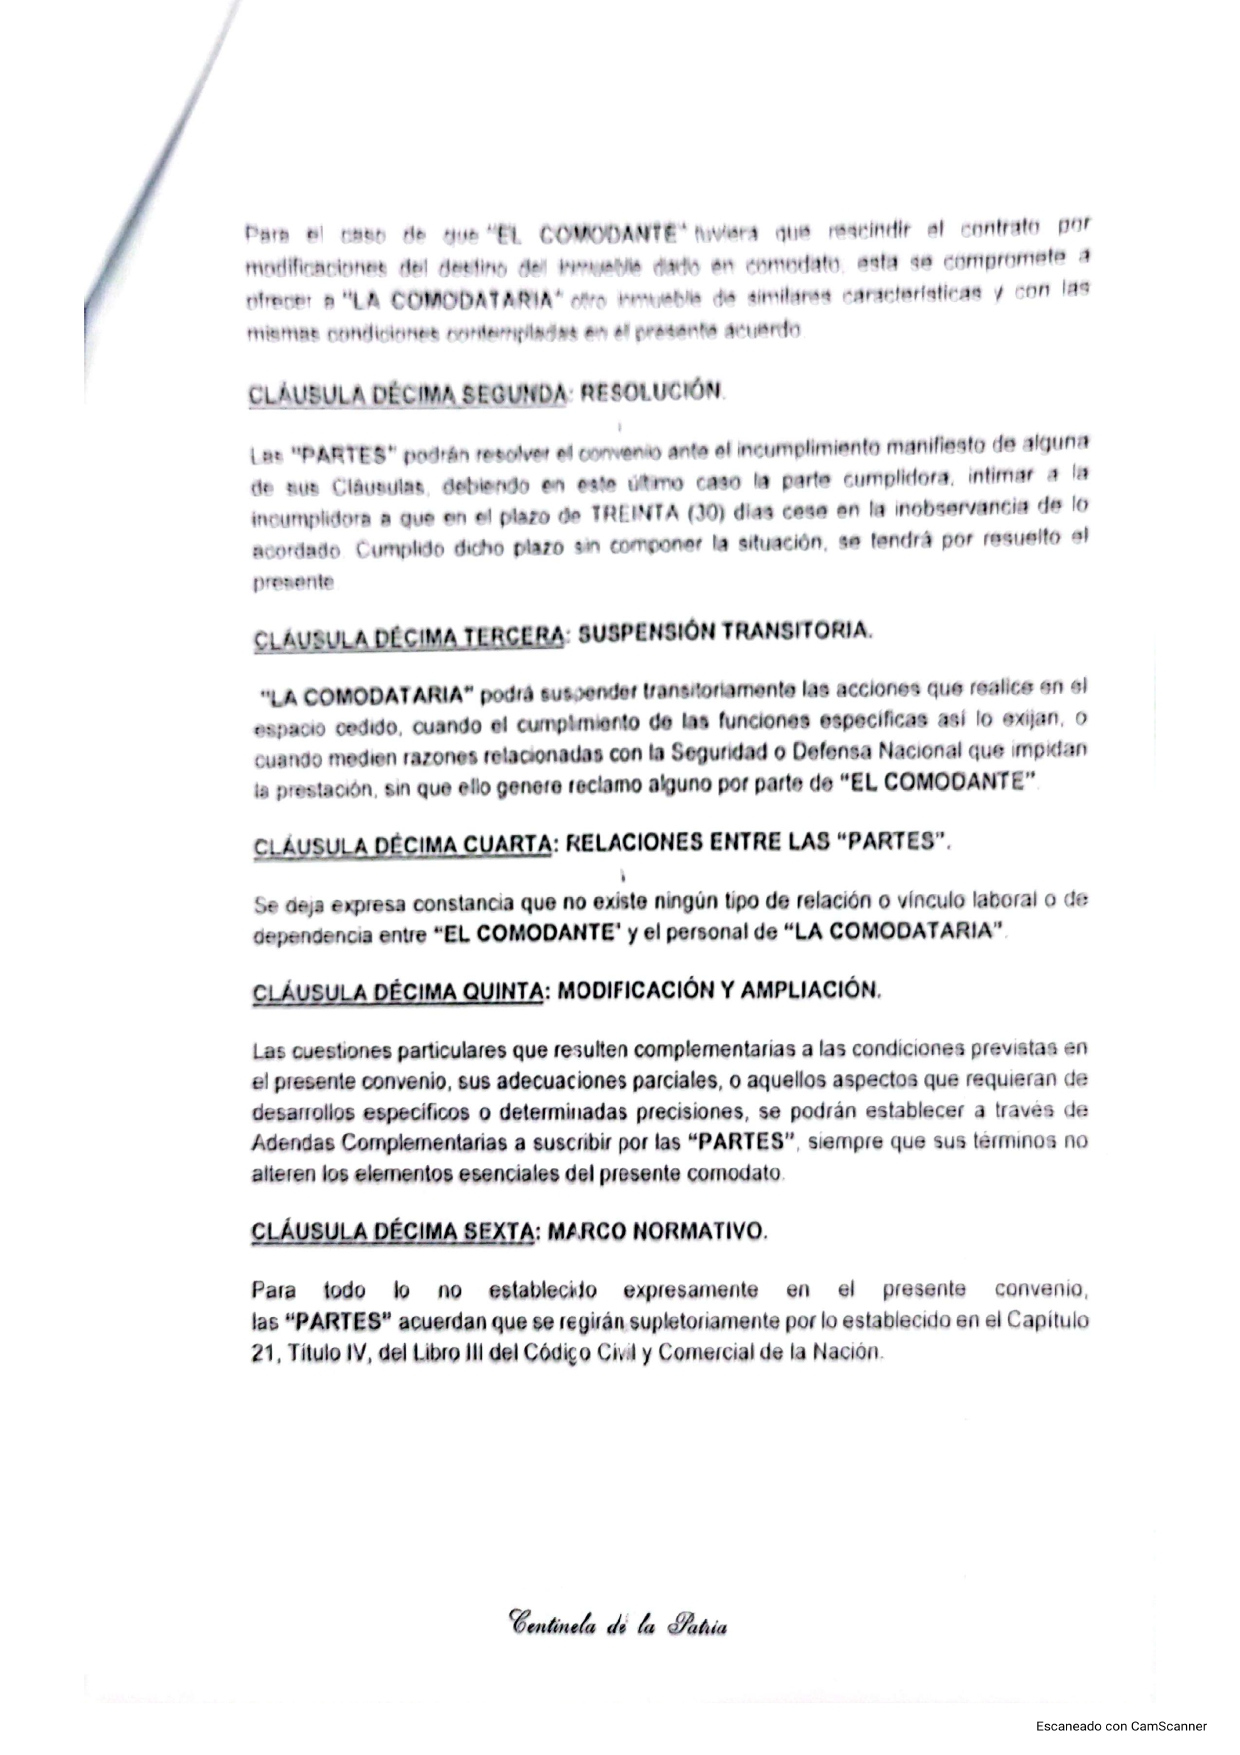 Para el caso de que "EL COMODANTE" tuviera que rescindir el contrato por
modificaciones del destino del inmueble dado en comodato, esta se compromete a
ofrecer a "LA COMODATARIA" otro inmueble de similares características y con las
mismas condiciones contempladas en el presente acuerdo
CLÁUSULA DÉCIMA SEGUNDA: RESOLUCIÓN.
Las "PARTES" podrán resolver el convenio ante el incumplimiento manifiesto de alguna
de sus Cláusulas, debiendo en este último caso la parte cumplidora, intimar a la
incumplidora a que en el plazo de TREINTA (30) días cese en la inobservancia de lo
acordado Cumplido dicho plazo sin componer la situación, se tendrá por resuelto el
presente
CLÁUSULA DÉCIMA TERCERA: SUSPENSIÓN TRANSITORIA.
"LA COMODATARIA" podrá suspender transitoriamente las acciones que realice en el
espacio cedido, cuando el cumplimiento de las funciones específicas así lo exijan, o
cuando medien razones relacionadas con la Seguridad o Defensa Nacional que impidan
la prestación, sin que ello genere reclamo alguno por parte de "EL COMODANTE"
CLÁUSULA DÉCIMA CUARTA: RELACIONES ENTRE LAS "PARTES".
Se deja expresa constancia que no existe ningún tipo de relación o vínculo laboral o de
dependencia entre "EL COMODANTE" y el personal de "LA COMODATARIA".
CLÁUSULA DÉCIMA QUINTA: MODIFICACIÓN Y AMPLIACIÓN.
Las cuestiones particulares que resulten complementarias a las condiciones previstas en
el presente convenio, sus adecuaciones parciales, o aquellos aspectos que requieran de
desarrollos específicos o determinadas precisiones, se podrán establecer a través de
Adendas Complementarias a suscribir por las "PARTES", siempre que sus términos no
alteren los elementos esenciales del presente comodato.
CLÁUSULA DÉCIMA SEXTA: MARCO NORMATIVO.
Para todo lo no establecido expresamente en el presente convenio,
las "PARTES" acuerdan que se regirán supletoriamente por lo establecido en el Capítulo
21, Título IV, del Libro III del Código Civil y Comercial de la Nación.
Centinela de la Patria
Escaneado con CamScanner